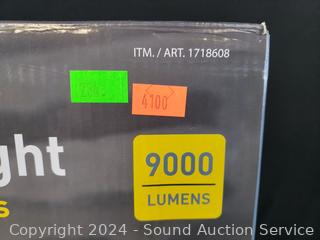 ITM. / ART. 1718608
4100
ght
9000
LUMENS
s
Copyright 2024 - Sound Auction Service